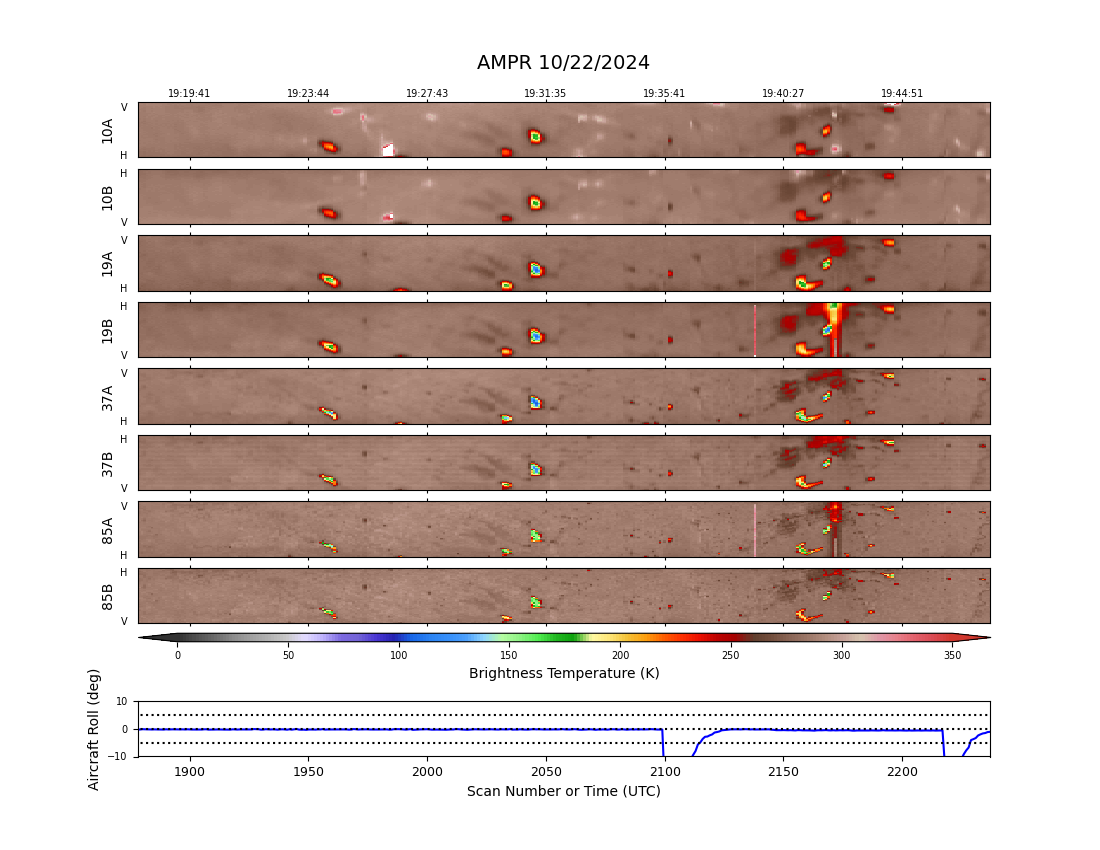 AMPR 10/22/2024
19:19:41 19:23:44 19:27:43 19:31:35 19:35:41 19:40:27 19:44:51
V
10A
H
H
10B
V
V
19A
H
H
19B
V
V
37A
H
H
37B
V
V
85A
H
H
85B
V
0 50 100 150 200 250 300 350
Brightness Temperature (K)
Aircraft Roll (deg)
10
0
−10
1900 1950 2000 2050 2100 2150 2200
Scan Number or Time (UTC)